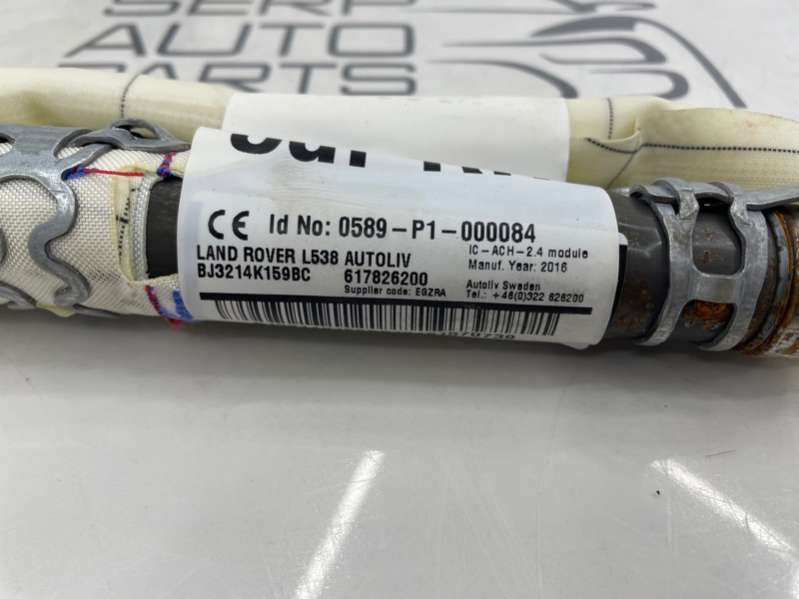 AUTO
PARTS
CE Id No: 0589-P1-000084
LAND ROVER L538 AUTOLIV
IC-ACH-2.4 module
BJ3214K159BC 617826200
Manuf. Year: 2016
Supplier code: EGZRA
Autoliv Sweden
Tel.: +46(0)322 626200